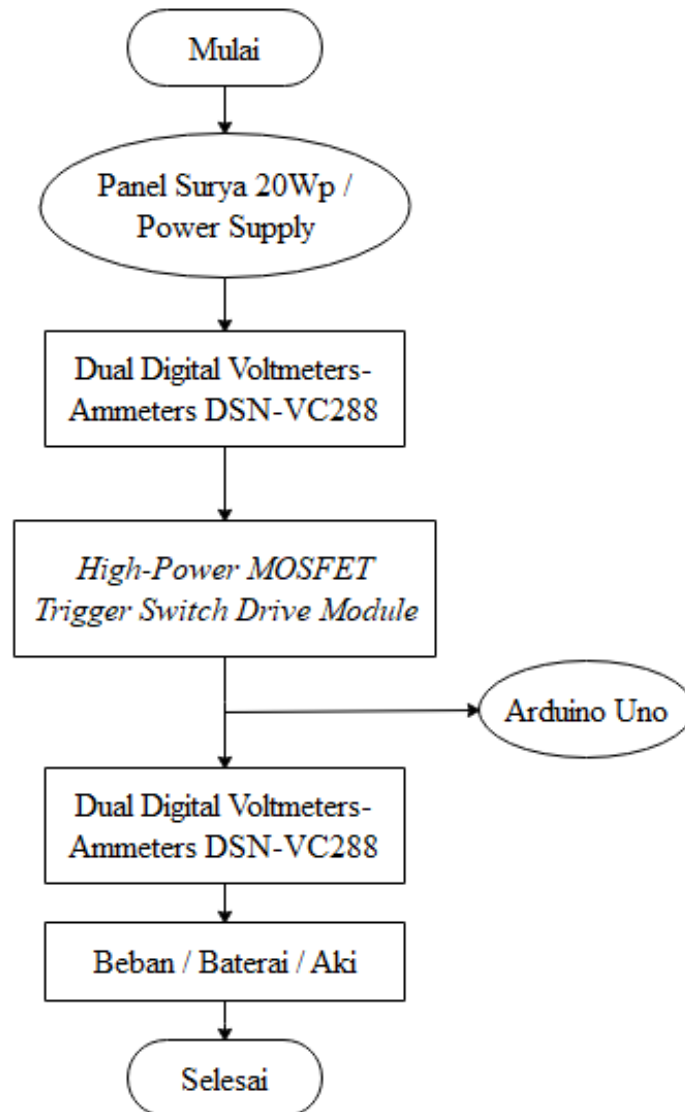 Mulai
Panel Surya 20Wp /
Power Supply
Dual Digital Voltmeters-
Ammeters DSN-VC288
High-Power MOSFET
Trigger Switch Drive Module
Arduino Uno
Dual Digital Voltmeters-
Ammeters DSN-VC288
Beban / Baterai / Aki
Selesai